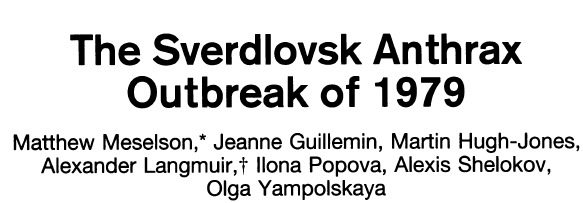 The Sverdlovsk Anthrax
Outbreak of 1979
Matthew Meselson,* Jeanne Guillemin, Martin Hugh-Jones,
Alexander Langmuir,† Ilona Popova, Alexis Shelokov,
Olga Yampolskaya